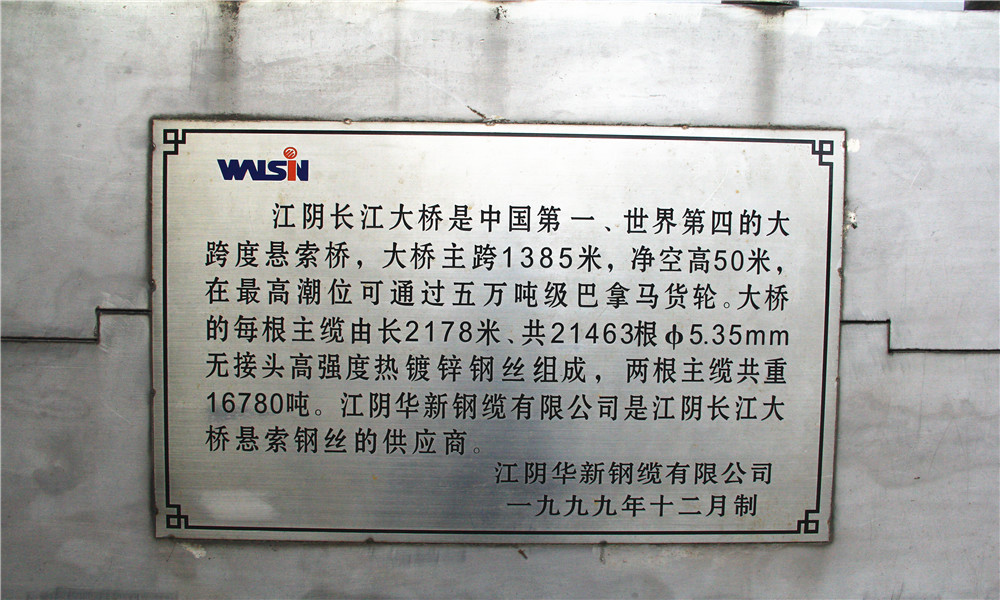 WALSIN
江阴长江大桥是中国第一、世界第四的大
跨度悬索桥，大桥主跨1385米，净空高50米，
在最高潮位可通过五万吨级巴拿马货轮。大桥
的每根主缆由长2178米、共21463根φ5.35mm
无接头高强度热镀锌钢丝组成，两根主缆共重
16780吨。江阴华新钢缆有限公司是江阴长江大
桥悬索钢丝的供应商。
江阴华新钢缆有限公司
一九九九年十二月制